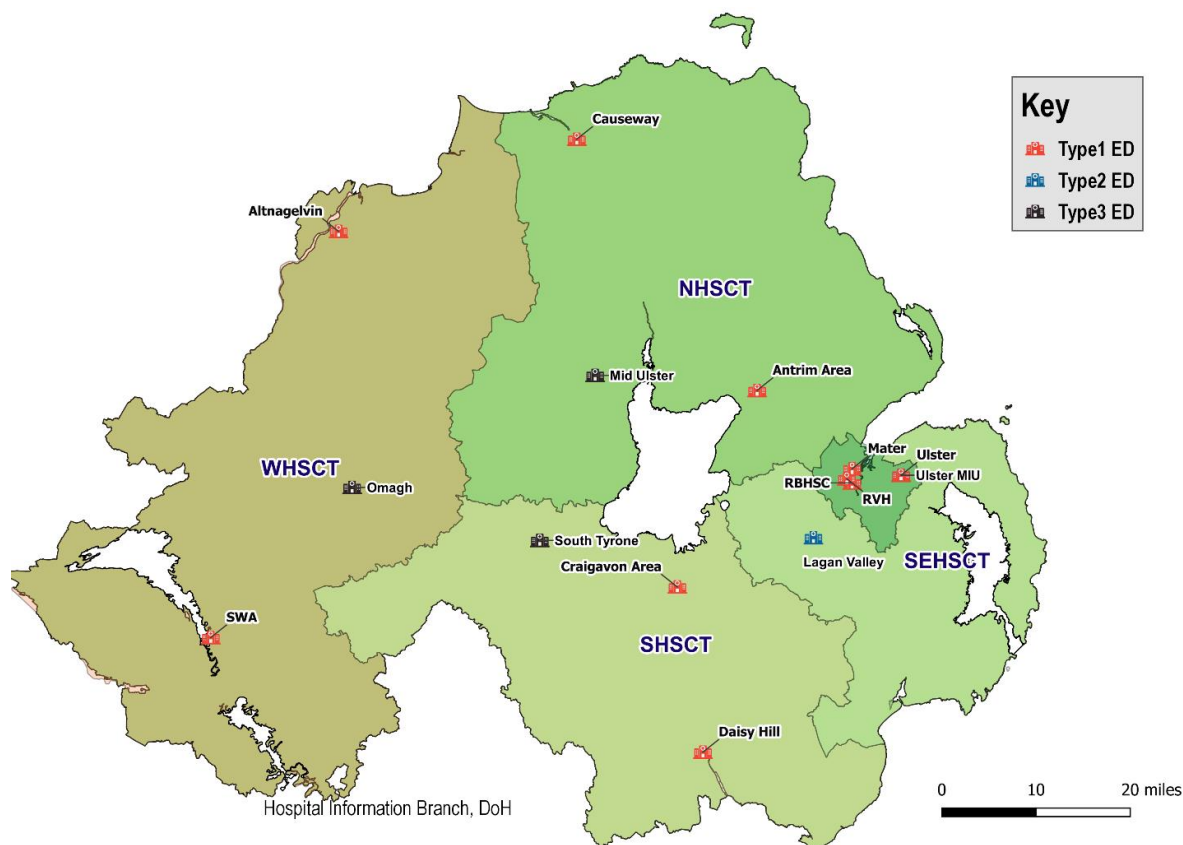 Causeway
Key
Type1 ED
Type2 ED
Type3 ED
Altnagelvin
NHSCT
Mid Ulster
Antrim Area
WHSCT
Omagh
Mater
Ulster
RBHSC
Ulster MIU
RVH
South Tyrone
Craigavon Area
Lagan Valley
SEHSCT
SWA
SHSCT
Daisy Hill
Hospital Information Branch, DoH
0 10 20 miles